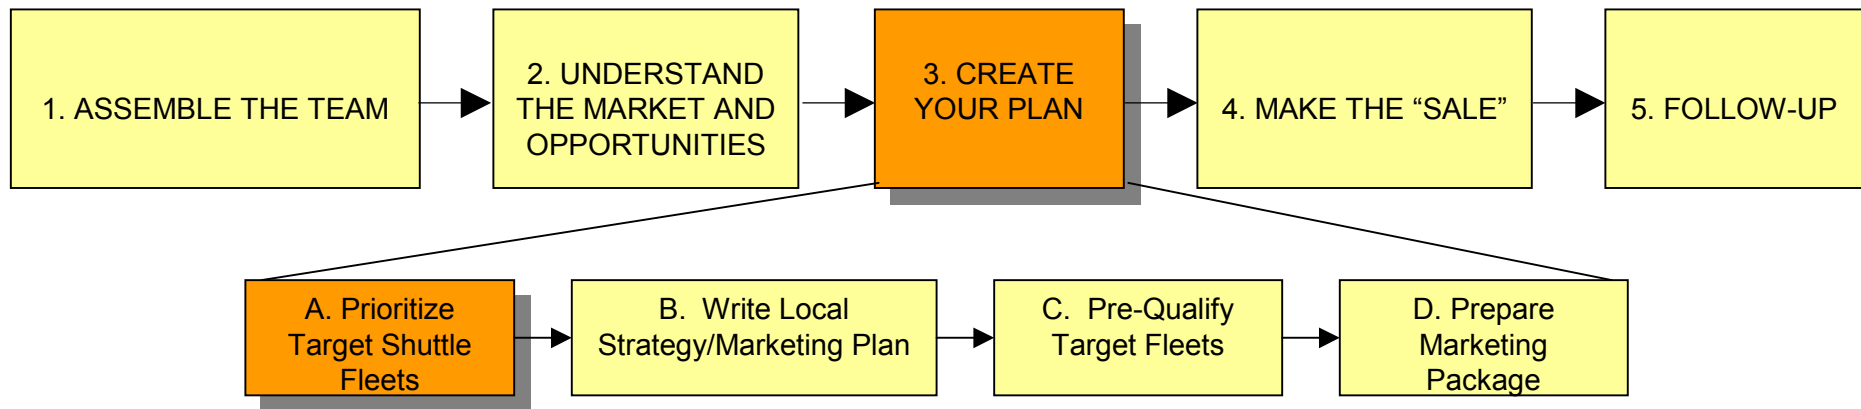 1. ASSEMBLE THE TEAM
2. UNDERSTAND
THE MARKET AND
OPPORTUNITIES
3. CREATE
YOUR PLAN
4. MAKE THE “SALE”
5. FOLLOW-UP
A. Prioritize
Target Shuttle
Fleets
B. Write Local
Strategy/Marketing Plan
C. Pre-Qualify
Target Fleets
D. Prepare
Marketing
Package